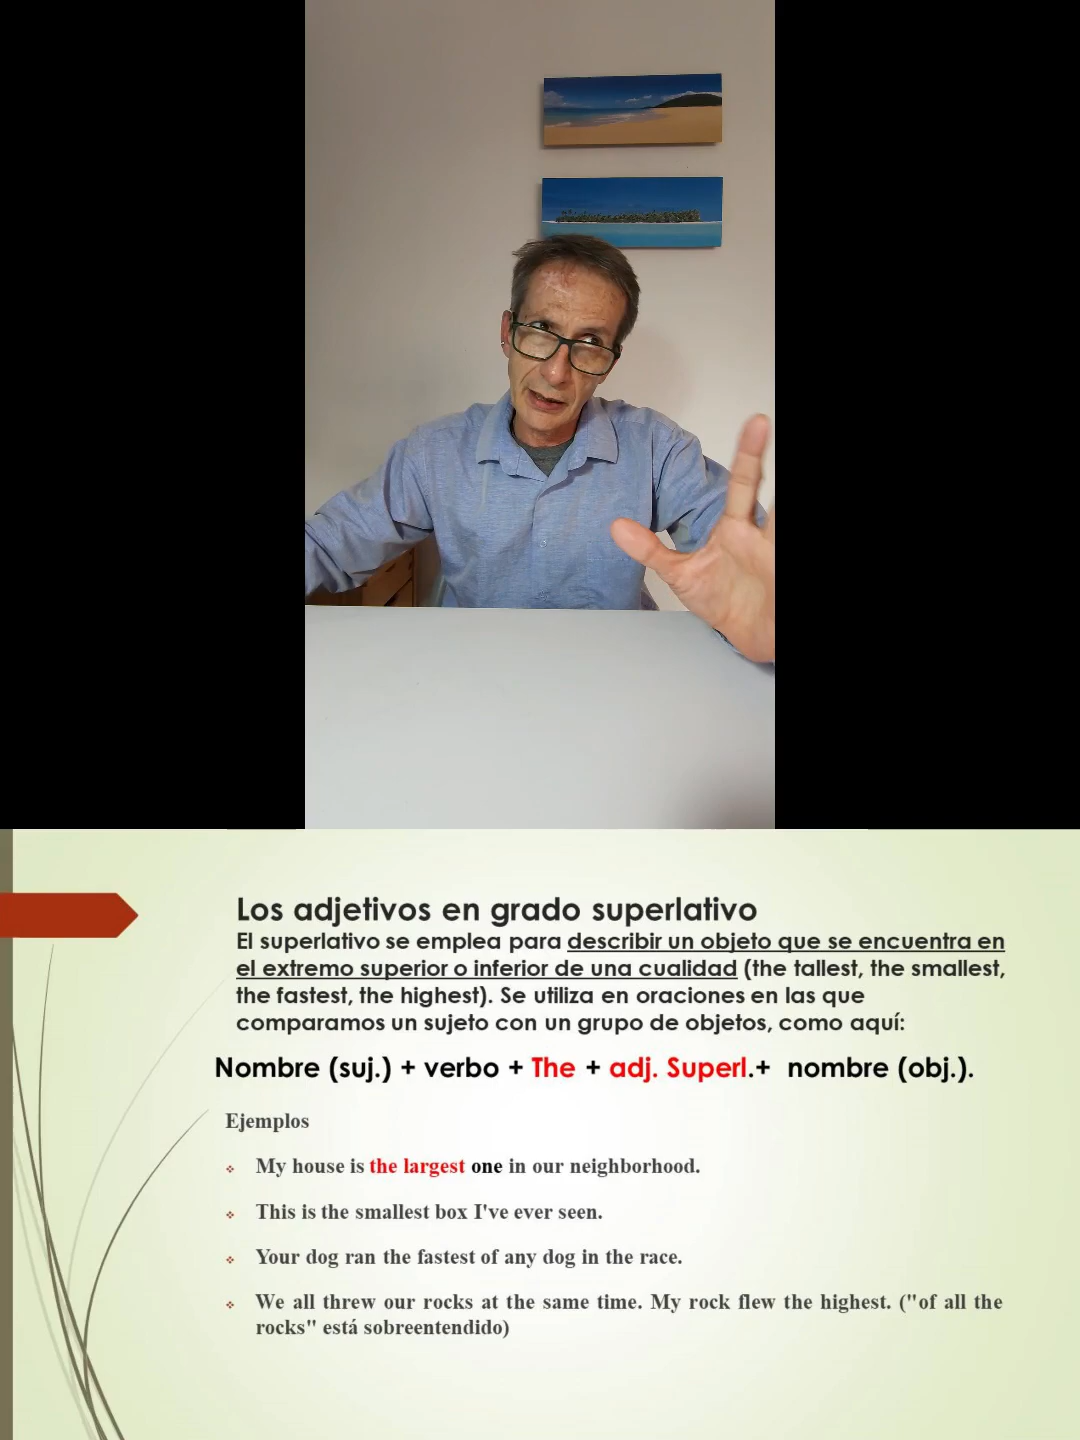 Los adjetivos en grado superlativo
El superlativo se emplea para describir un objeto que se encuentra en
el extremo superior o inferior de una cualidad (the tallest, the smallest,
the fastest, the highest). Se utiliza en oraciones en las que
comparamos un sujeto con un grupo de objetos, como aquí:
Nombre (suj.) + verbo + The + adj. Superl.+ nombre (obj.).
Ejemplos
My house is the largest one in our neighborhood.
This is the smallest box I've ever seen.
Your dog ran the fastest of any dog in the race.
We all threw our rocks at the same time. My rock flew the highest. ("of all the
rocks" está sobreentendido)